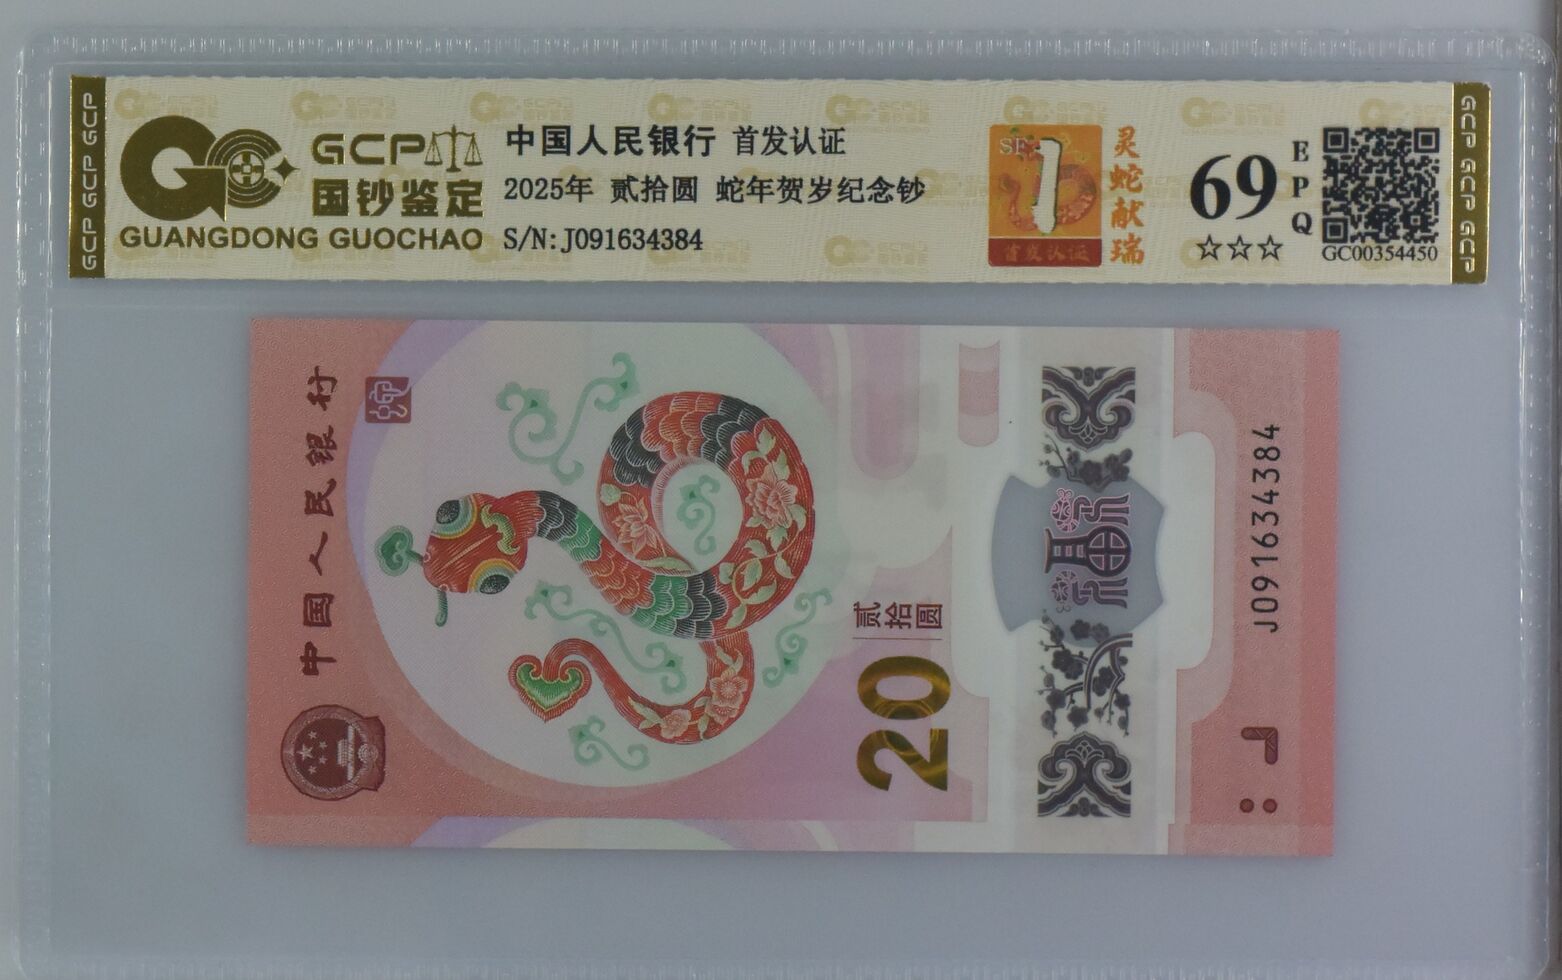 GCP GCP GCP
GCP
国钞鉴定
GUANGDONG GUOCHAO
中国人民银行 首发认证
2025年 贰拾圆 蛇年贺岁纪念钞
S/N:J091634384
1
首发认证
灵蛇献瑞
69
EPQ
☆☆☆
GC00354450
GCP GCP GCP
中国人民银行
蛇
贰拾圆
20
福
J091634384